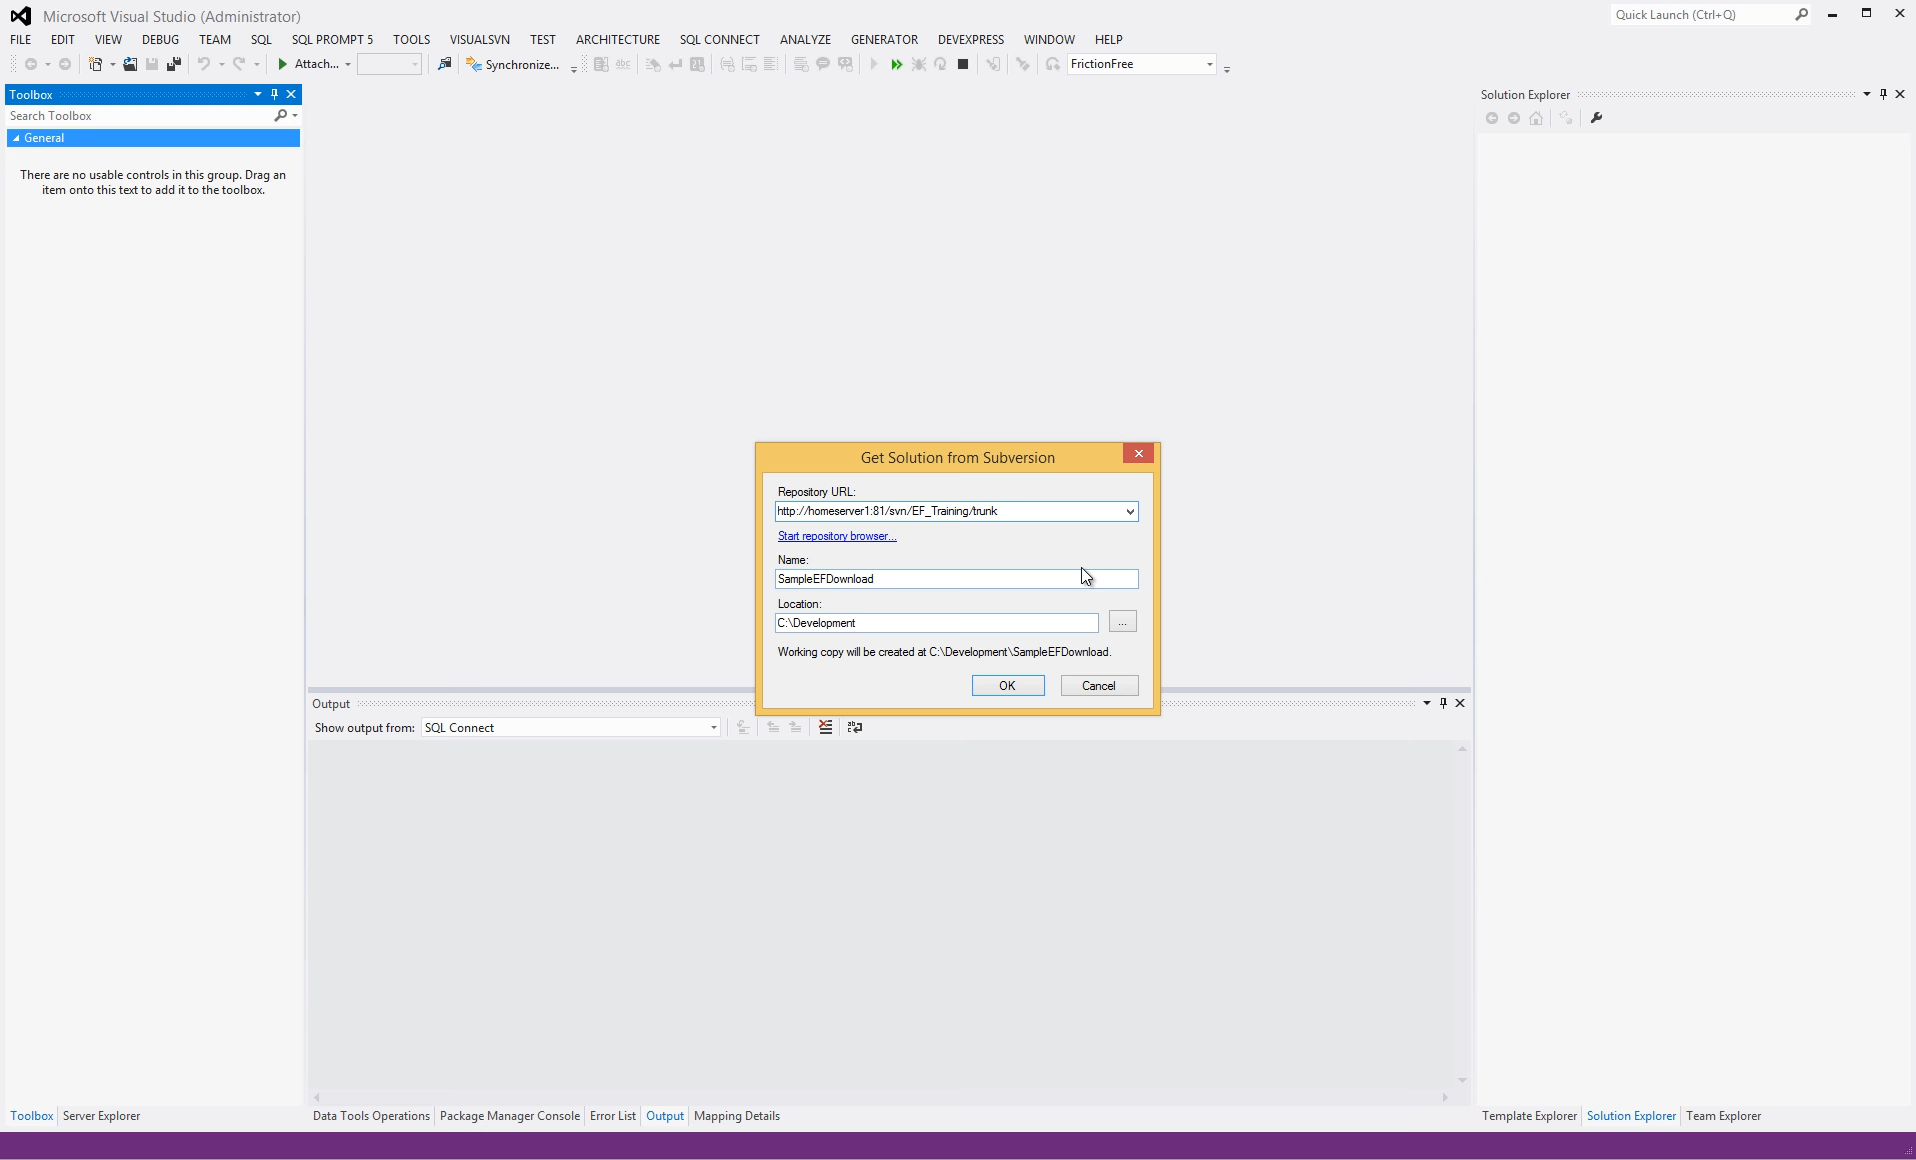 Microsoft Visual Studio (Administrator)
Quick Launch (Ctrl+Q)
FILE EDIT VIEW DEBUG TEAM SQL SQL PROMPT 5 TOOLS VISUALSVN TEST ARCHITECTURE SQL CONNECT ANALYZE GENERATOR DEVEXPRESS WINDOW HELP
Attach... Synchronize... FrictionFree
Toolbox
Search Toolbox
General
There are no usable controls in this group. Drag an
item onto this text to add it to the toolbox.
Solution Explorer
Get Solution from Subversion
Repository URL:
http://homeserver1:81/svn/EF_Training/trunk
Start repository browser...
Name:
SampleEFDownload
Location:
C:\Development
...
Working copy will be created at C:\Development\SampleEFDownload.
OK Cancel
Output
Show output from: SQL Connect
Toolbox Server Explorer
Data Tools Operations Package Manager Console Error List Output Mapping Details
Template Explorer Solution Explorer Team Explorer